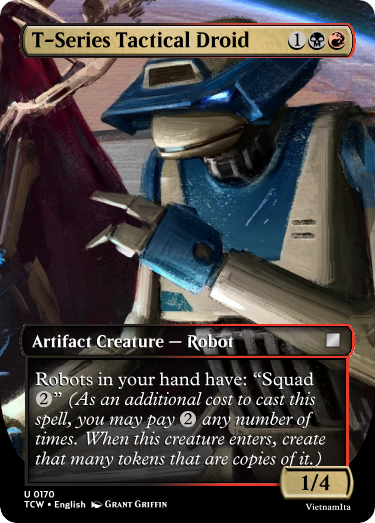 T-Series Tactical Droid 1
Artifact Creature — Robot
Robots in your hand have: “Squad
2” (As an additional cost to cast this
spell, you may pay 2 any number of
times. When this creature enters, create
that many tokens that are copies of it.)
1/4
U 0170
TCW • English Grant Griffin
VietnamIta